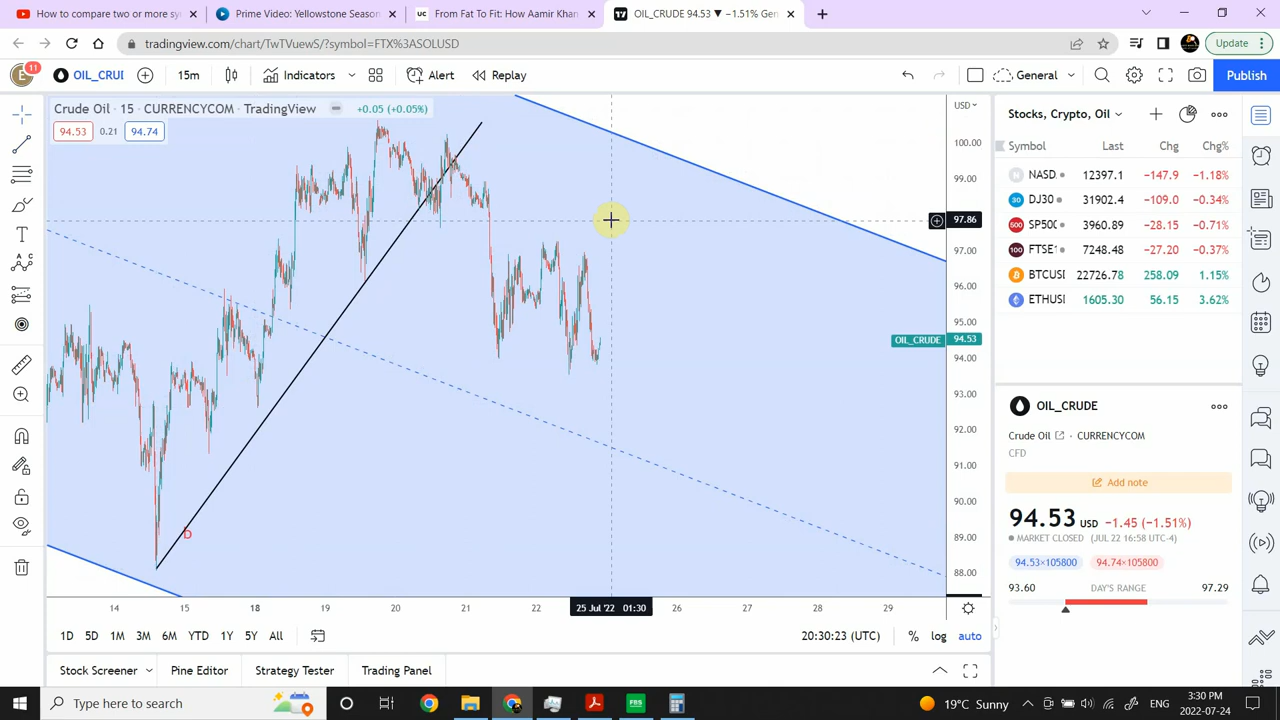 How to compare two or more sy
Prime Video: Yellowstone Season
UC From Fat To Fit: How Aamir Khan
OIL_CRUDE 94.53 ▼ −1.51% Gen
tradingview.com/chart/TwTVuewS/?symbol=FTX%3ASOLUSD
Update
E 11 OIL_CRUD 15m Indicators Alert Replay General Publish
Crude Oil · 15 · CURRENCYCOM · TradingView +0.05 (+0.05%)
94.53 0.21 94.74
USD
100.00
99.00
97.86
97.00
96.00
95.00
OIL_CRUDE 94.53
94.00
93.00
92.00
91.00
90.00
89.00
88.00
D
14 15 18 19 20 21 22 25 Jul '22 01:30 26 27 28 29
1D 5D 1M 3M 6M YTD 1Y 5Y All 20:30:23 (UTC) % log auto
Stock Screener Pine Editor Strategy Tester Trading Panel
Stocks, Crypto, Oil
Symbol Last Chg Chg%
N NASD 12397.1 −147.9 −1.18%
30 DJ30 31902.4 −109.0 −0.34%
500 SP500 3960.89 −28.15 −0.71%
100 FTSE1 7248.48 −27.20 −0.37%
BTCUSD 22726.78 258.09 1.15%
ETHUSD 1605.30 56.15 3.62%
OIL_CRUDE
Crude Oil · CURRENCYCOM
CFD
Add note
94.53 USD −1.45 (−1.51%)
MARKET CLOSED (JUL 22 16:58 UTC-4)
94.53×105800 94.74×105800
93.60 DAY'S RANGE 97.29
Type here to search
FBS
19°C Sunny
ENG
3:30 PM
2022-07-24